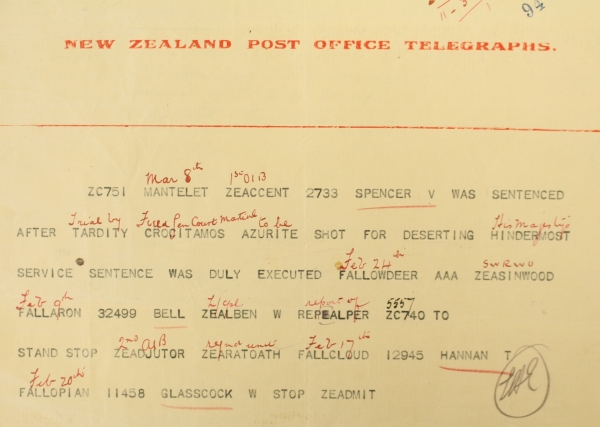 94
NEW ZEALAND POST OFFICE TELEGRAPHS.
Mar 8th 1st OIB
ZC751 MANTELET ZEACCENT 2733 SPENCER V WAS SENTENCED
Trial by Field Gen Court Martial to be His Majesty's
AFTER TARDITY CROCITAMOS AZURITE SHOT FOR DESERTING HINDERMOST
Feb 24th
SERVICE SENTENCE WAS DULY EXECUTED FALLOWDEER AAA ZEASINWOOD
Feb 9th L/cpl report of 5557
FALLARON 32499 BELL ZEALBEN W REPEALPER ZC740 TO
2nd Feb 17th
STAND STOP ZEADJUTOR ZEARATOATH FALLCLOUD 12945 HANNAN T
Feb 20th
FALLOPIAN 11458 GLASSCOCK W STOP ZEADMIT